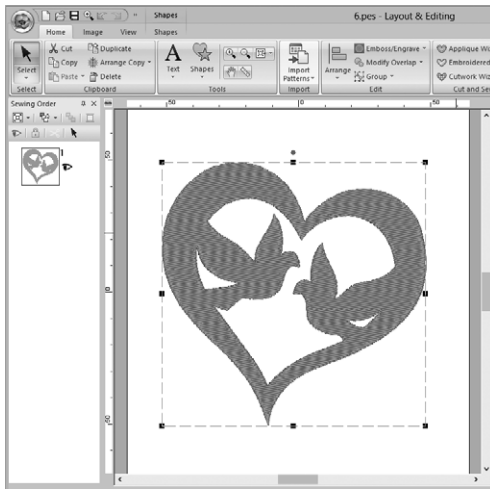 Shapes
6.pes - Layout & Editing
Home Image View Shapes
Select
Cut
Copy
Paste
Duplicate
Arrange Copy
Delete
Text
Shapes
Import
Patterns
Arrange
Emboss/Engrave
Modify Overlap
Group
Applique Wiz
Embroidered
Cutwork Wiz
Select Clipboard Tools Import Edit Cut and Se
Sewing Order
50 0 50
1
50
0
50